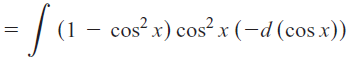 = ∫ (1 − cos² x) cos² x (−d (cos x))